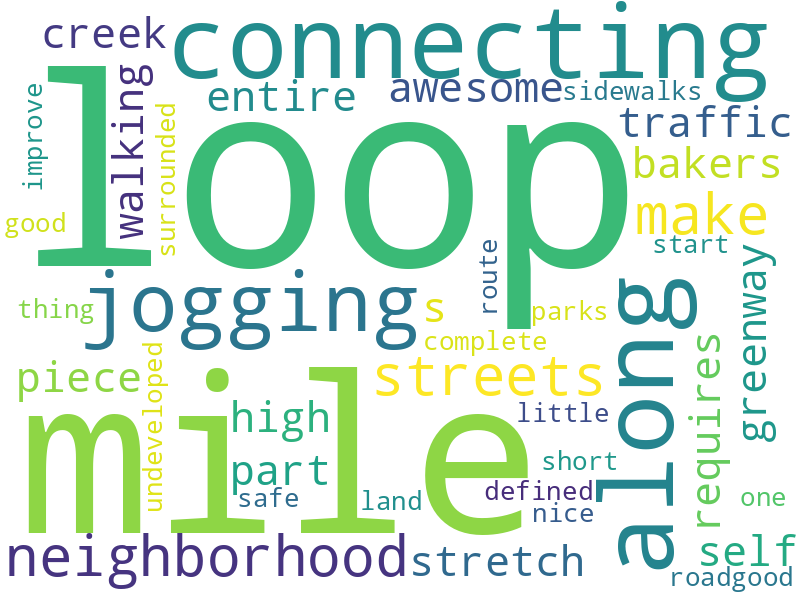 creek
connecting
entire
awesome
sidewalks
traffic
improve
walking
surrounded
loop
bakers
good
make
start
route
greenway
thing
jogging
s
parks
along
complete
requires
piece
undeveloped
streets
mile
high
little
part
short
safe
land
defined
nice
one
neighborhood
stretch
self
roadgood